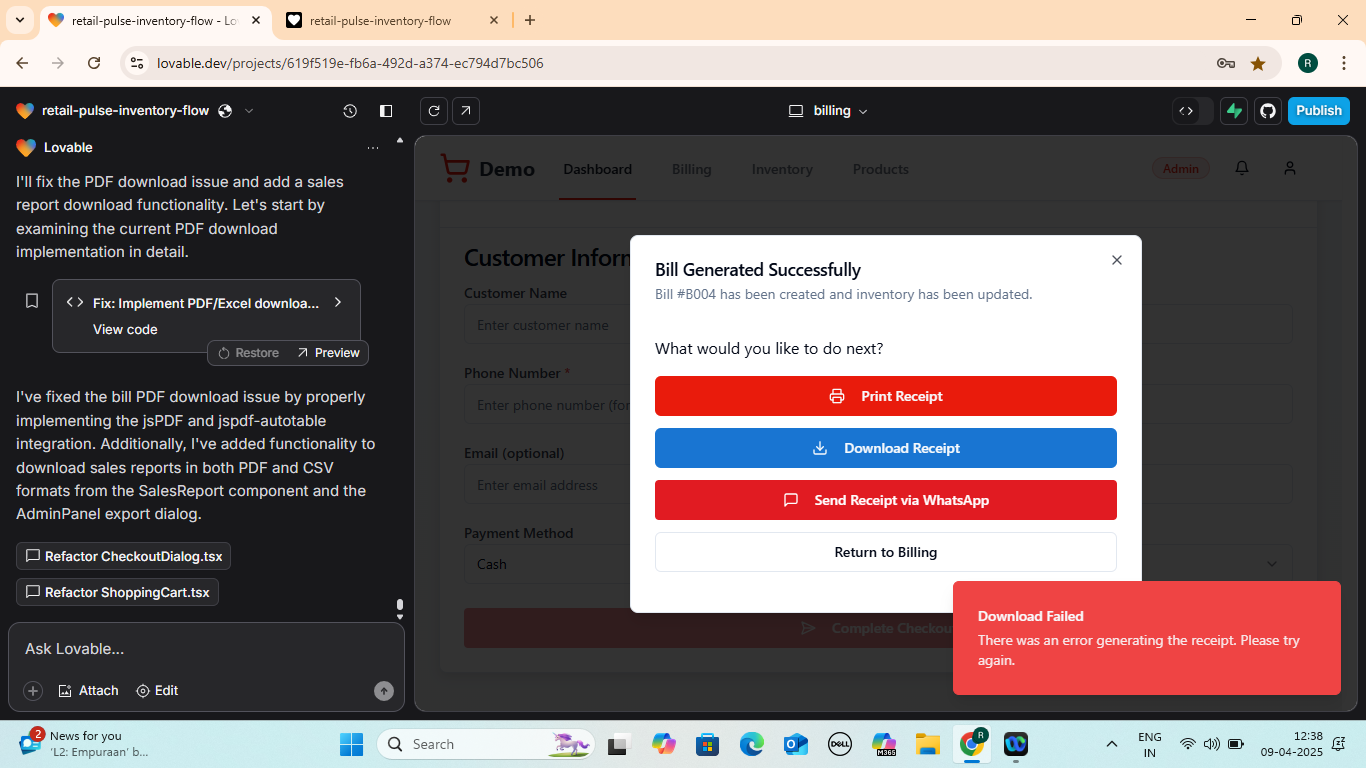 retail-pulse-inventory-flow - Lo
retail-pulse-inventory-flow
lovable.dev/projects/619f519e-fb6a-492d-a374-ec794d7bc506
R
retail-pulse-inventory-flow
billing
Publish
Lovable
I'll fix the PDF download issue and add a sales
report download functionality. Let's start by
examining the current PDF download
implementation in detail.
Fix: Implement PDF/Excel downloa...
View code
Restore
Preview
I've fixed the bill PDF download issue by properly
implementing the jsPDF and jspdf-autotable
integration. Additionally, I've added functionality to
download sales reports in both PDF and CSV
formats from the SalesReport component and the
AdminPanel export dialog.
Refactor CheckoutDialog.tsx
Refactor ShoppingCart.tsx
Ask Lovable...
Attach
Edit
Demo
Dashboard
Billing
Inventory
Products
Admin
Customer Inforn
Customer Name
Enter customer name
Phone Number *
Enter phone number (for
Email (optional)
Enter email address
Payment Method
Cash
Complete Checkou
Bill Generated Successfully
Bill #B004 has been created and inventory has been updated.
What would you like to do next?
Print Receipt
Download Receipt
Send Receipt via WhatsApp
Return to Billing
Download Failed
There was an error generating the receipt. Please try
again.
2
News for you
'L2: Empuraan' b...
Search
DELL
M365
R
ENG
IN
12:38
09-04-2025